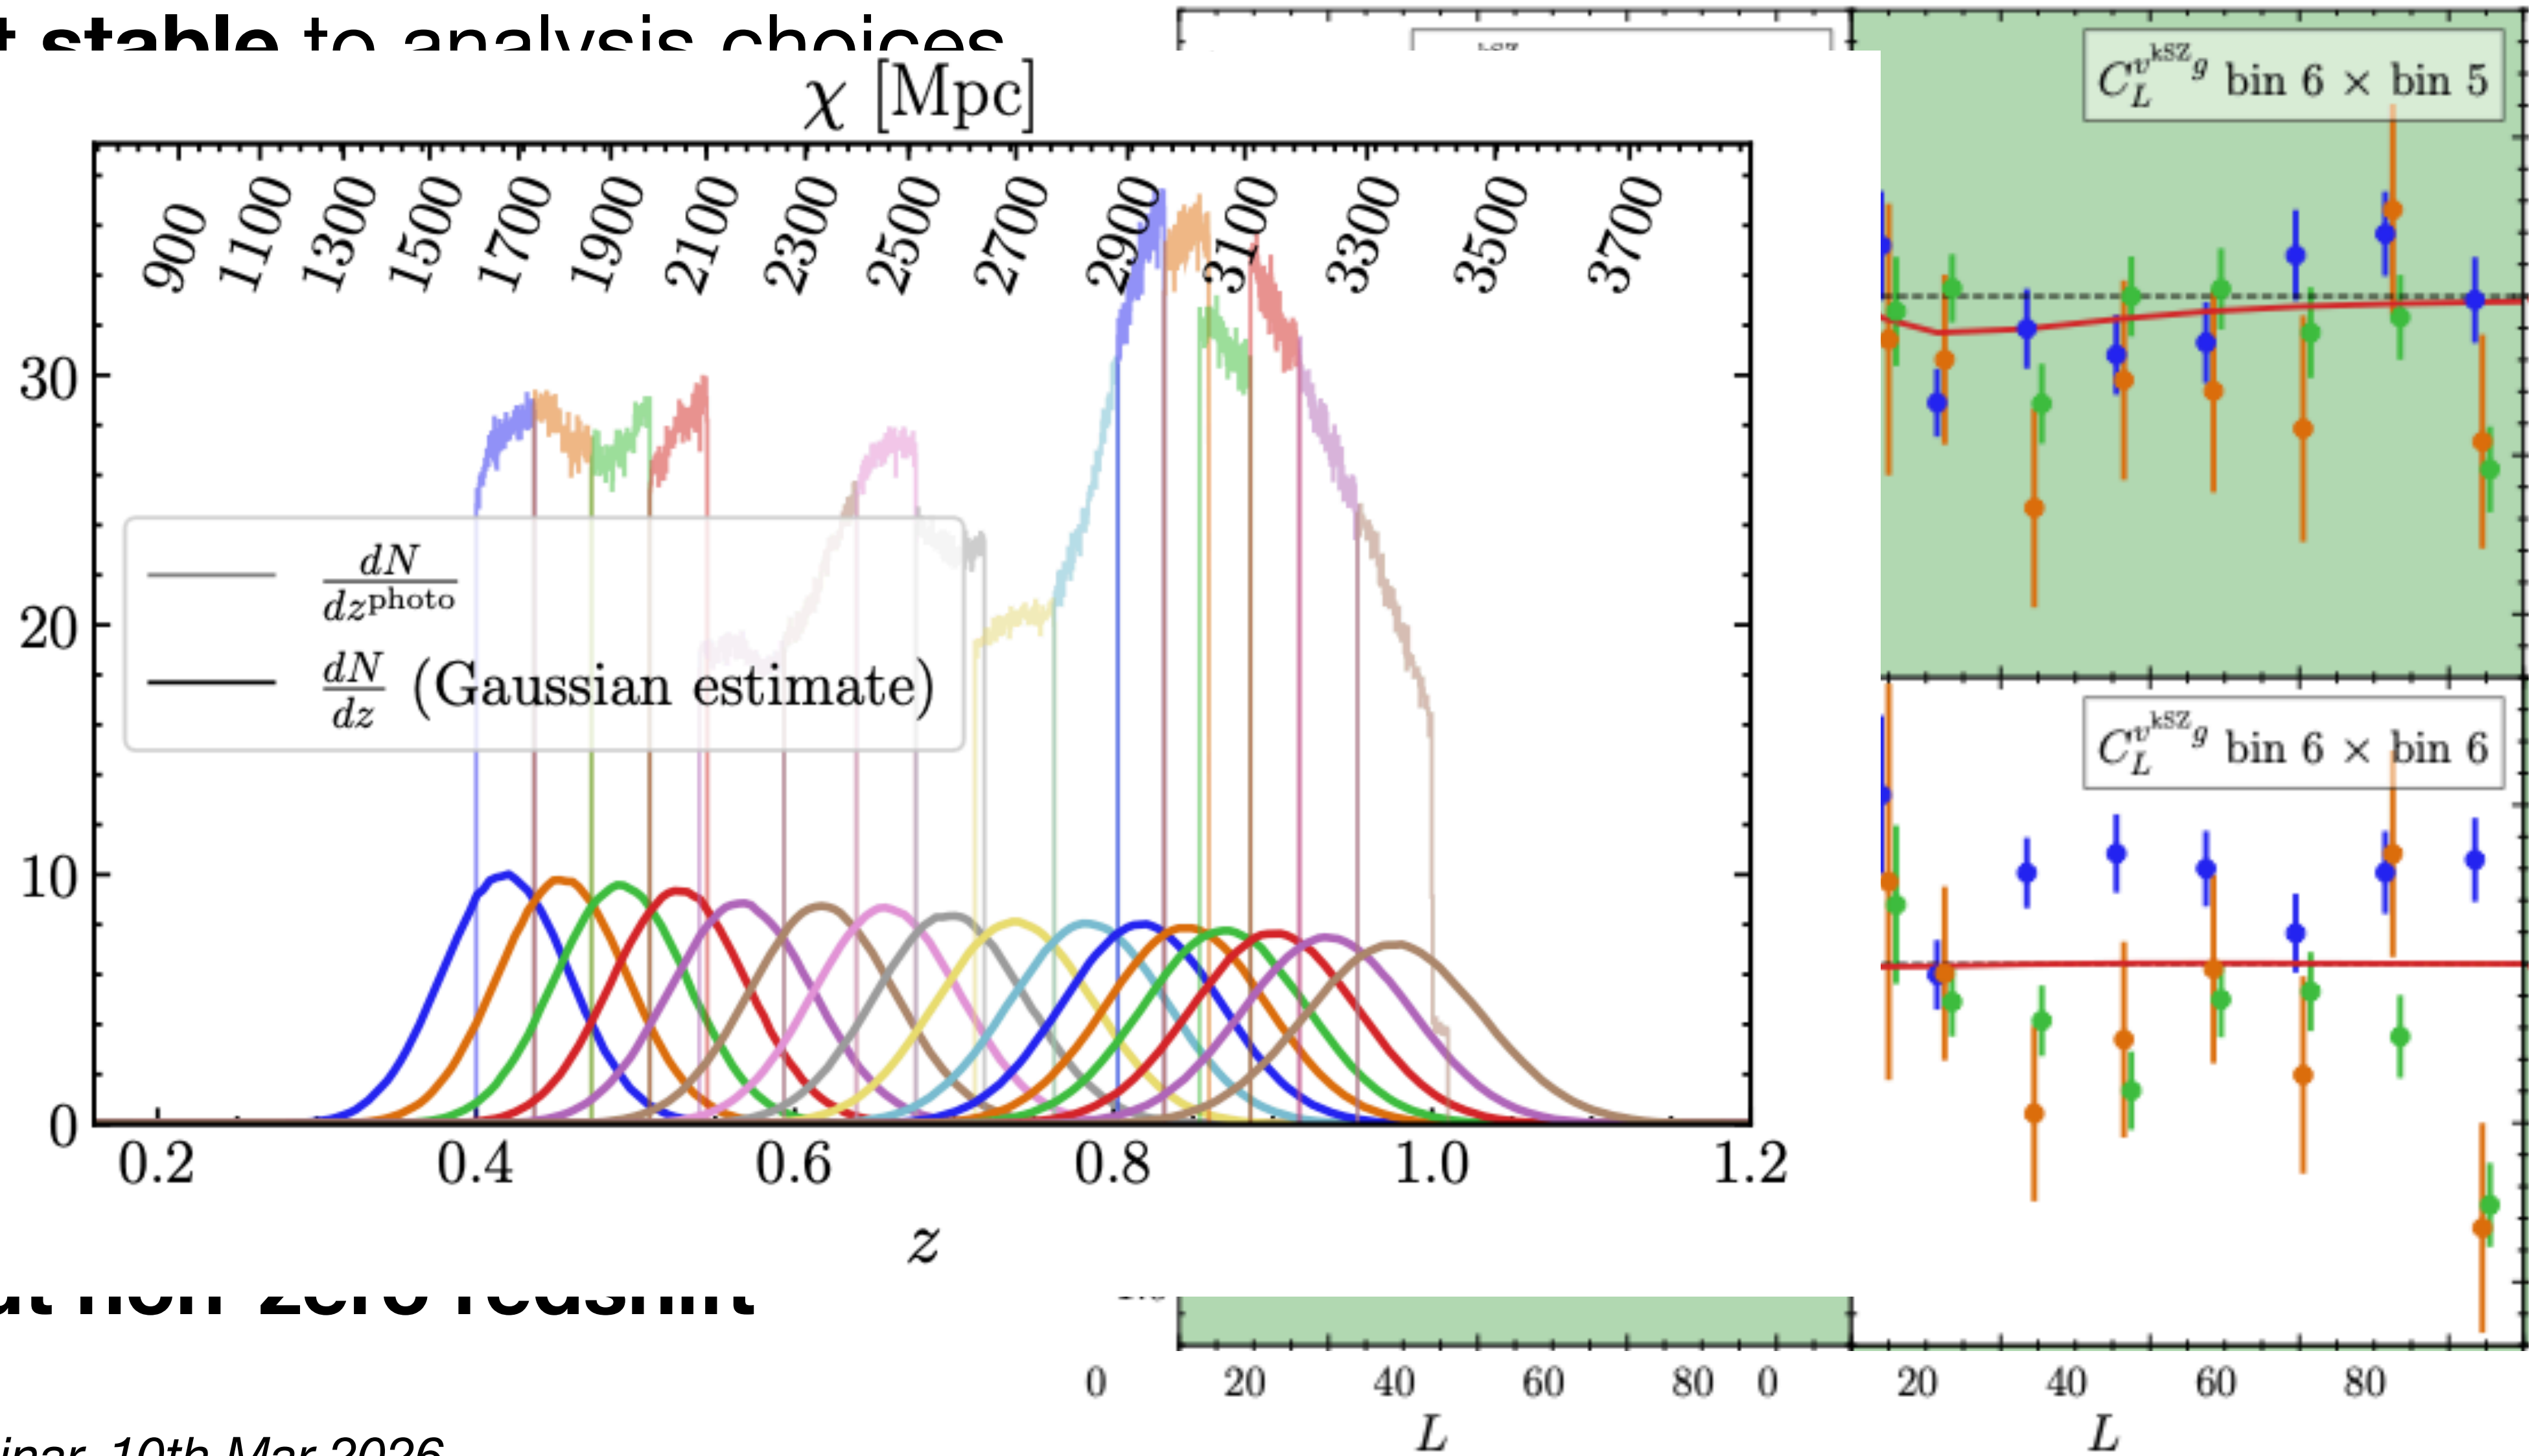 t stable to analysis choices
χ [Mpc]
900 1100 1300 1500 1700 1900 2100 2300 2500 2700 2900 3100 3300 3500 3700
30
20
10
0
dN/dz^photo
dN/dz (Gaussian estimate)
0.2 0.4 0.6 0.8 1.0 1.2
z
kSZ
C_L^{v^kSZ g} bin 6 × bin 5
C_L^{v^kSZ g} bin 6 × bin 6
at non-zero redshift
0 20 40 60 80 0 20 40 60 80
L L
inar, 10th Mar 2026